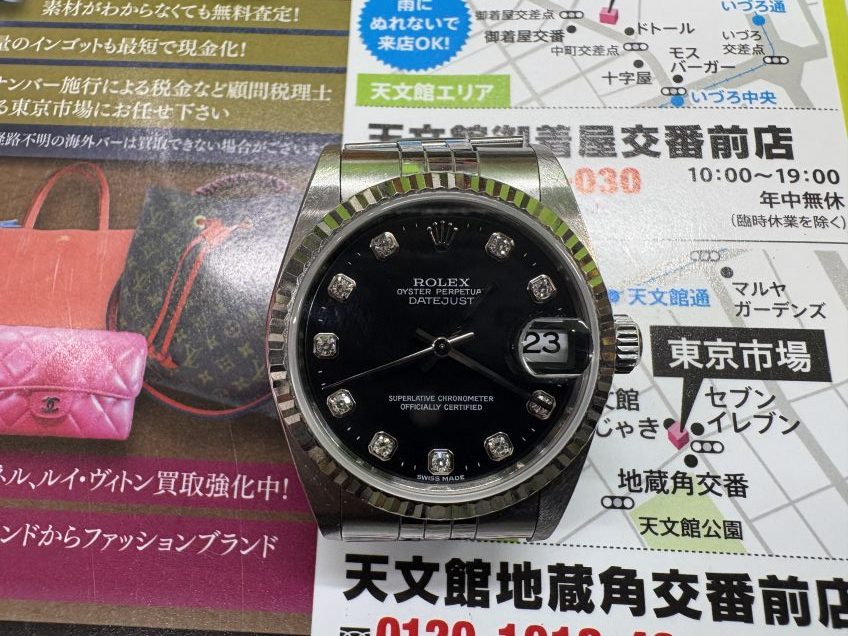 素材がわからなくても無料査定!
量のインゴットも最短で現金化!
ナンバー施行による税金など顧問税理士
る東京市場にお任せ下さい
経路不明の海外バーは買取できない場合がございま
ネル、ルイ・ヴィトン買取強化中!
ンドからファッションブランド
雨に
ぬれないで
来店OK!
御着屋交差点
御着屋交番
ドトール
中町交差点
モス
バーガー
十字屋
いづろ通
いづろ
交差点
いづろ中央
天文館エリア
天文館御着屋交番前店
030
10:00〜19:00
年中無休
(臨時休業を除く)
天文館通
マルヤ
ガーデンズ
東京市場
文館
じゃき
セブン
イレブン
地蔵角交番
天文館公園
天文館地蔵角交番前店
ROLEX
OYSTER PERPETUA
DATEJUST
23
SUPERLATIVE CHRONOMETER
OFFICIALLY CERTIFIED
SWISS MADE